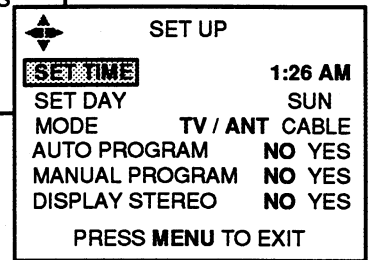 SET UP
SET TIME 1:26 AM
SET DAY SUN
MODE TV / ANT CABLE
AUTO PROGRAM NO YES
MANUAL PROGRAM NO YES
DISPLAY STEREO NO YES
PRESS MENU TO EXIT